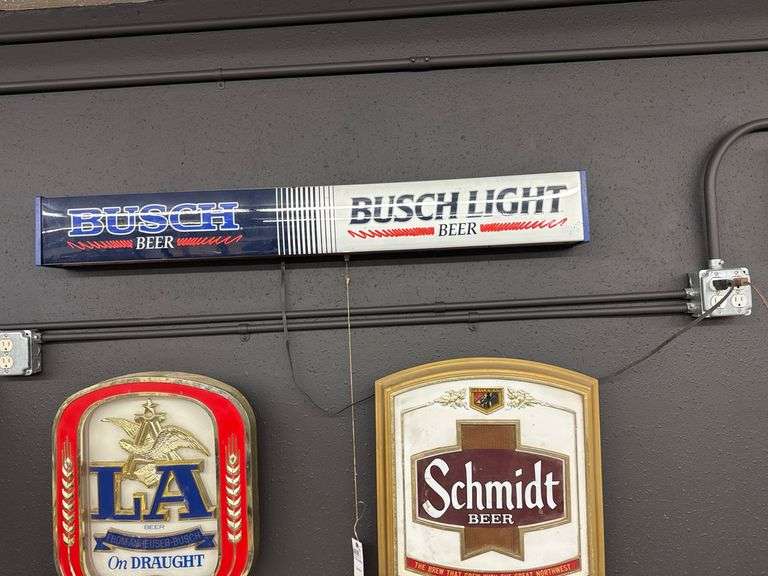 BUSCH
BEER
BUSCH LIGHT
BEER
LA
BEER
FROM ANHEUSER-BUSCH
On DRAUGHT
Schmidt
BEER
THE BREW THAT GREW WITH THE GREAT NORTHWEST